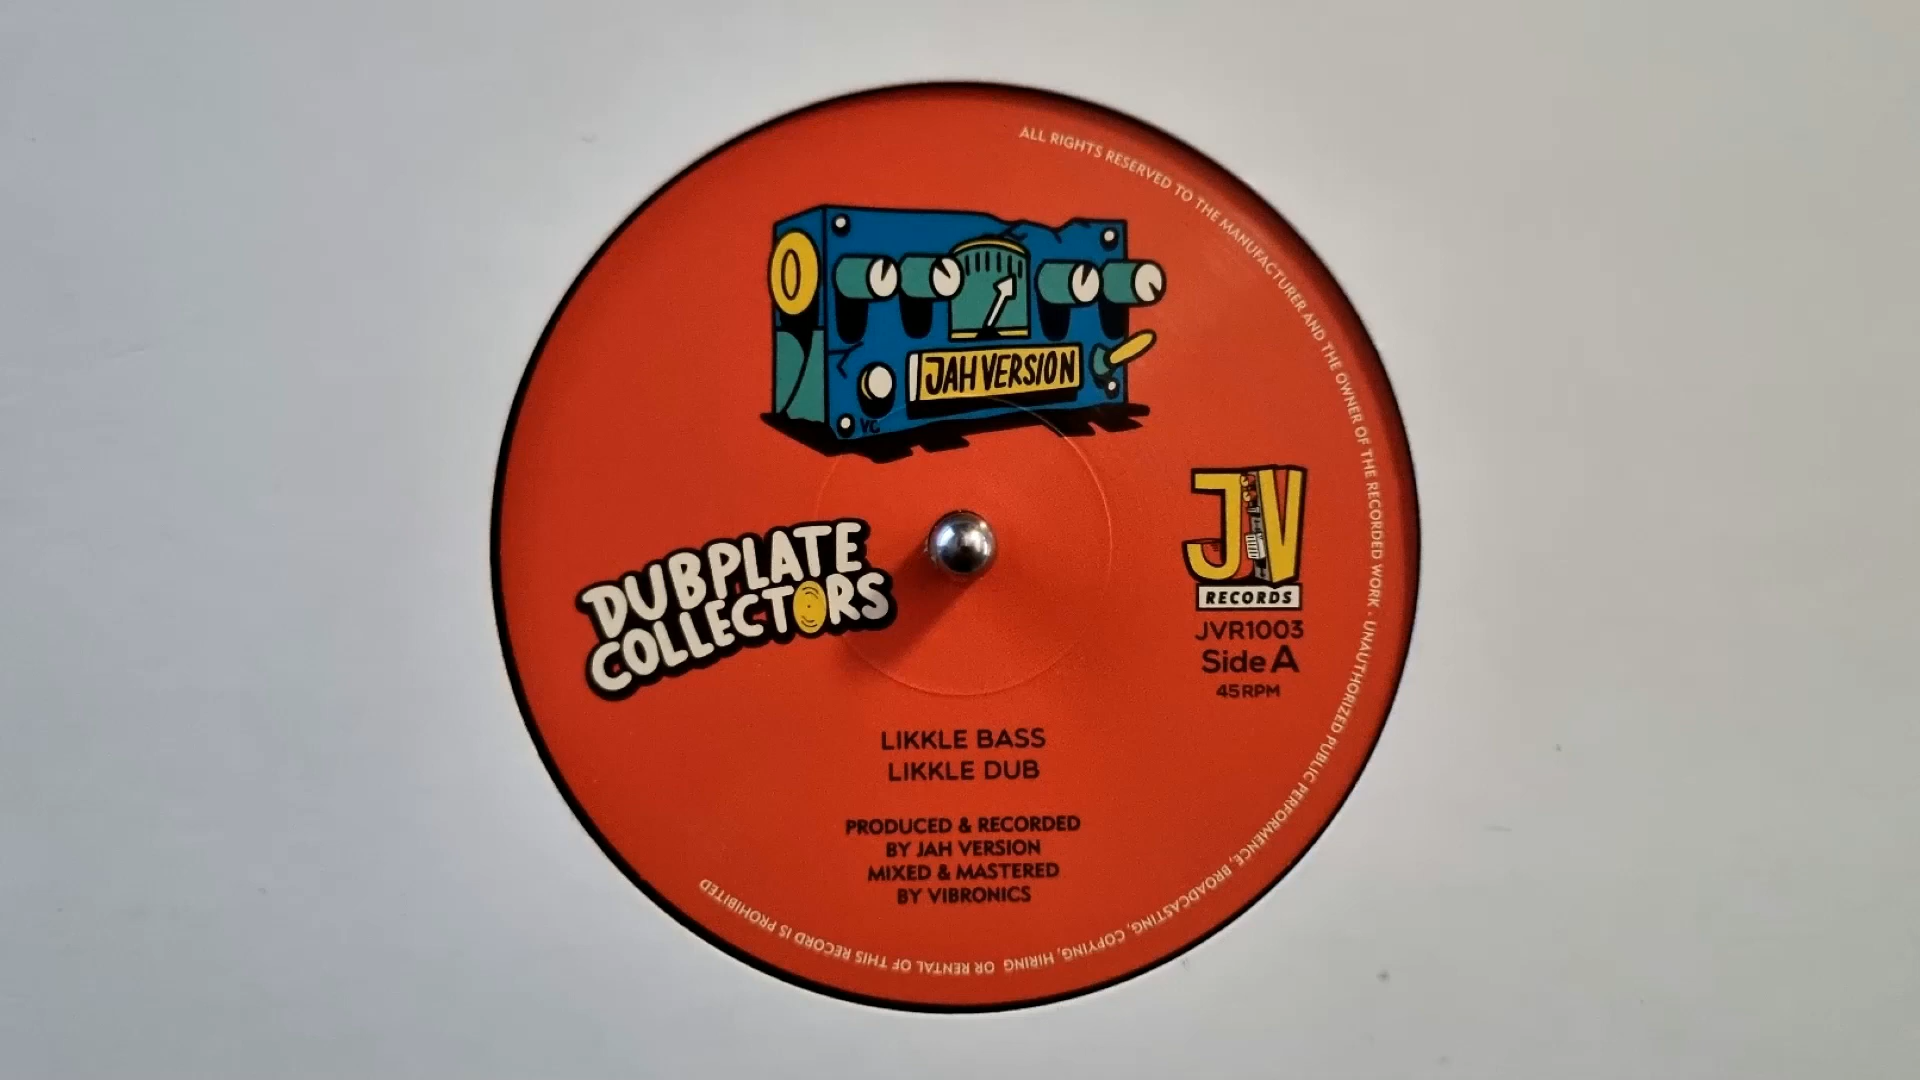 JAH VERSION
VC
DUBPLATE
COLLECTORS
JV
RECORDS
JVR1003
Side A
45RPM
LIKKLE BASS
LIKKLE DUB
PRODUCED & RECORDED
BY JAH VERSION
MIXED & MASTERED
BY VIBRONICS
ALL RIGHTS RESERVED TO THE MANUFACTURER AND THE OWNER OF THE RECORDED WORK · UNAUTHORIZED PUBLIC PERFORMENCE, BROADCASTING, COPYING, HIRING, OR RENTAL OF THIS RECORD IS PROHIBITED